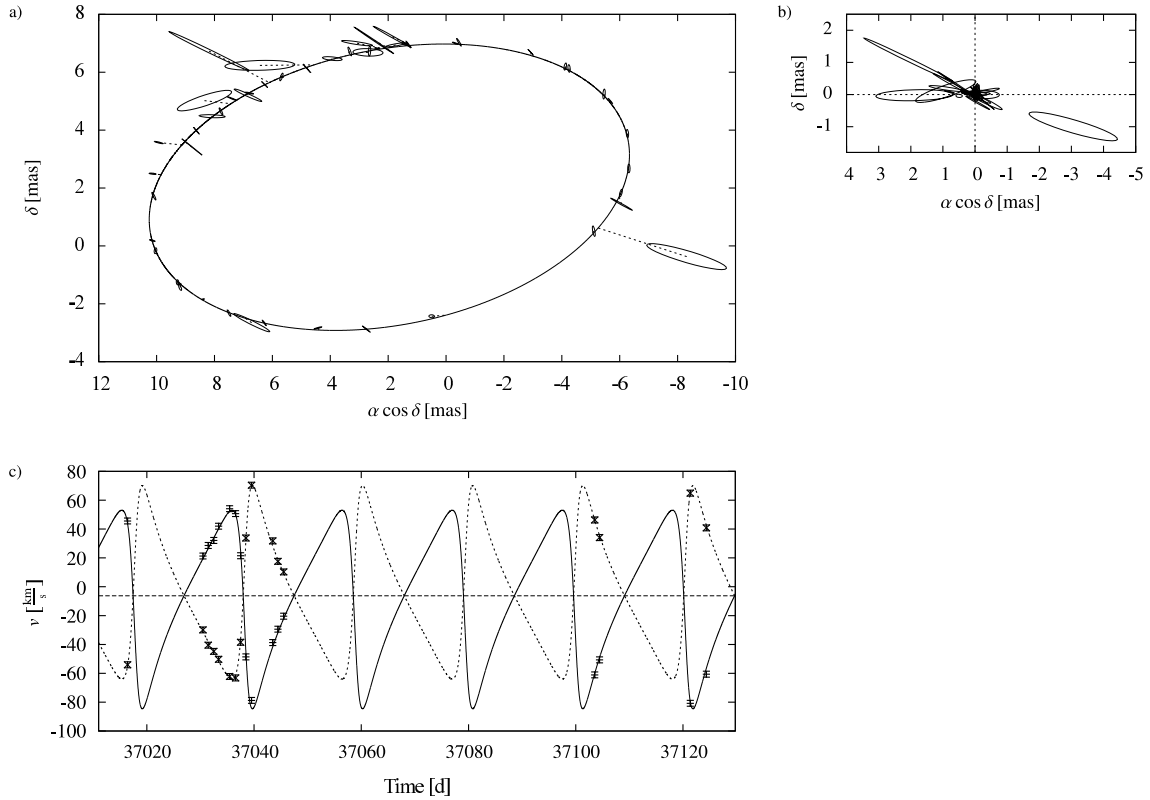 a)
8
6
4
2
0
-2
-4
12 10 8 6 4 2 0 -2 -4 -6 -8 -10
δ [mas]
α cos δ [mas]
b)
2
1
0
-1
4 3 2 1 0 -1 -2 -3 -4 -5
δ [mas]
α cos δ [mas]
c)
80
60
40
20
0
-20
-40
-60
-80
-100
37020 37040 37060 37080 37100 37120
v [km/s]
Time [d]